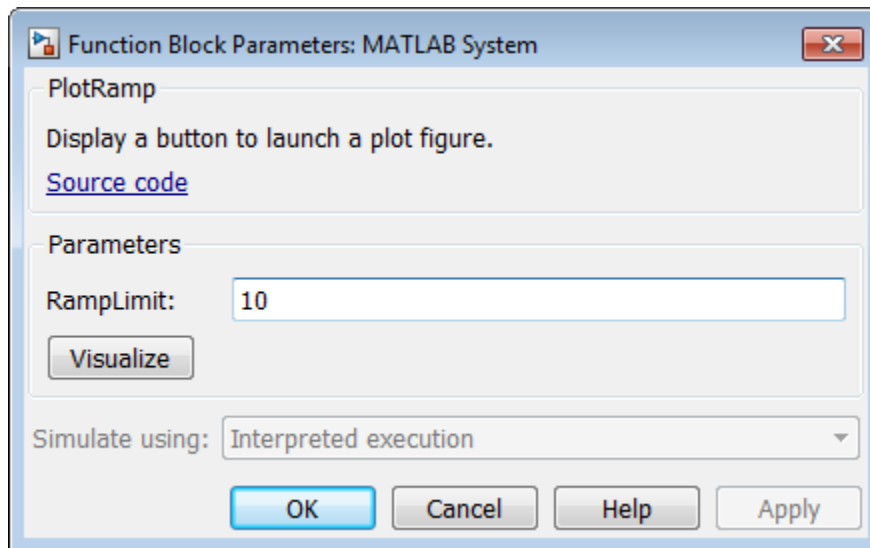 Function Block Parameters: MATLAB System
PlotRamp
Display a button to launch a plot figure.
Source code
Parameters
RampLimit: 10
Visualize
Simulate using: Interpreted execution
OK Cancel Help Apply